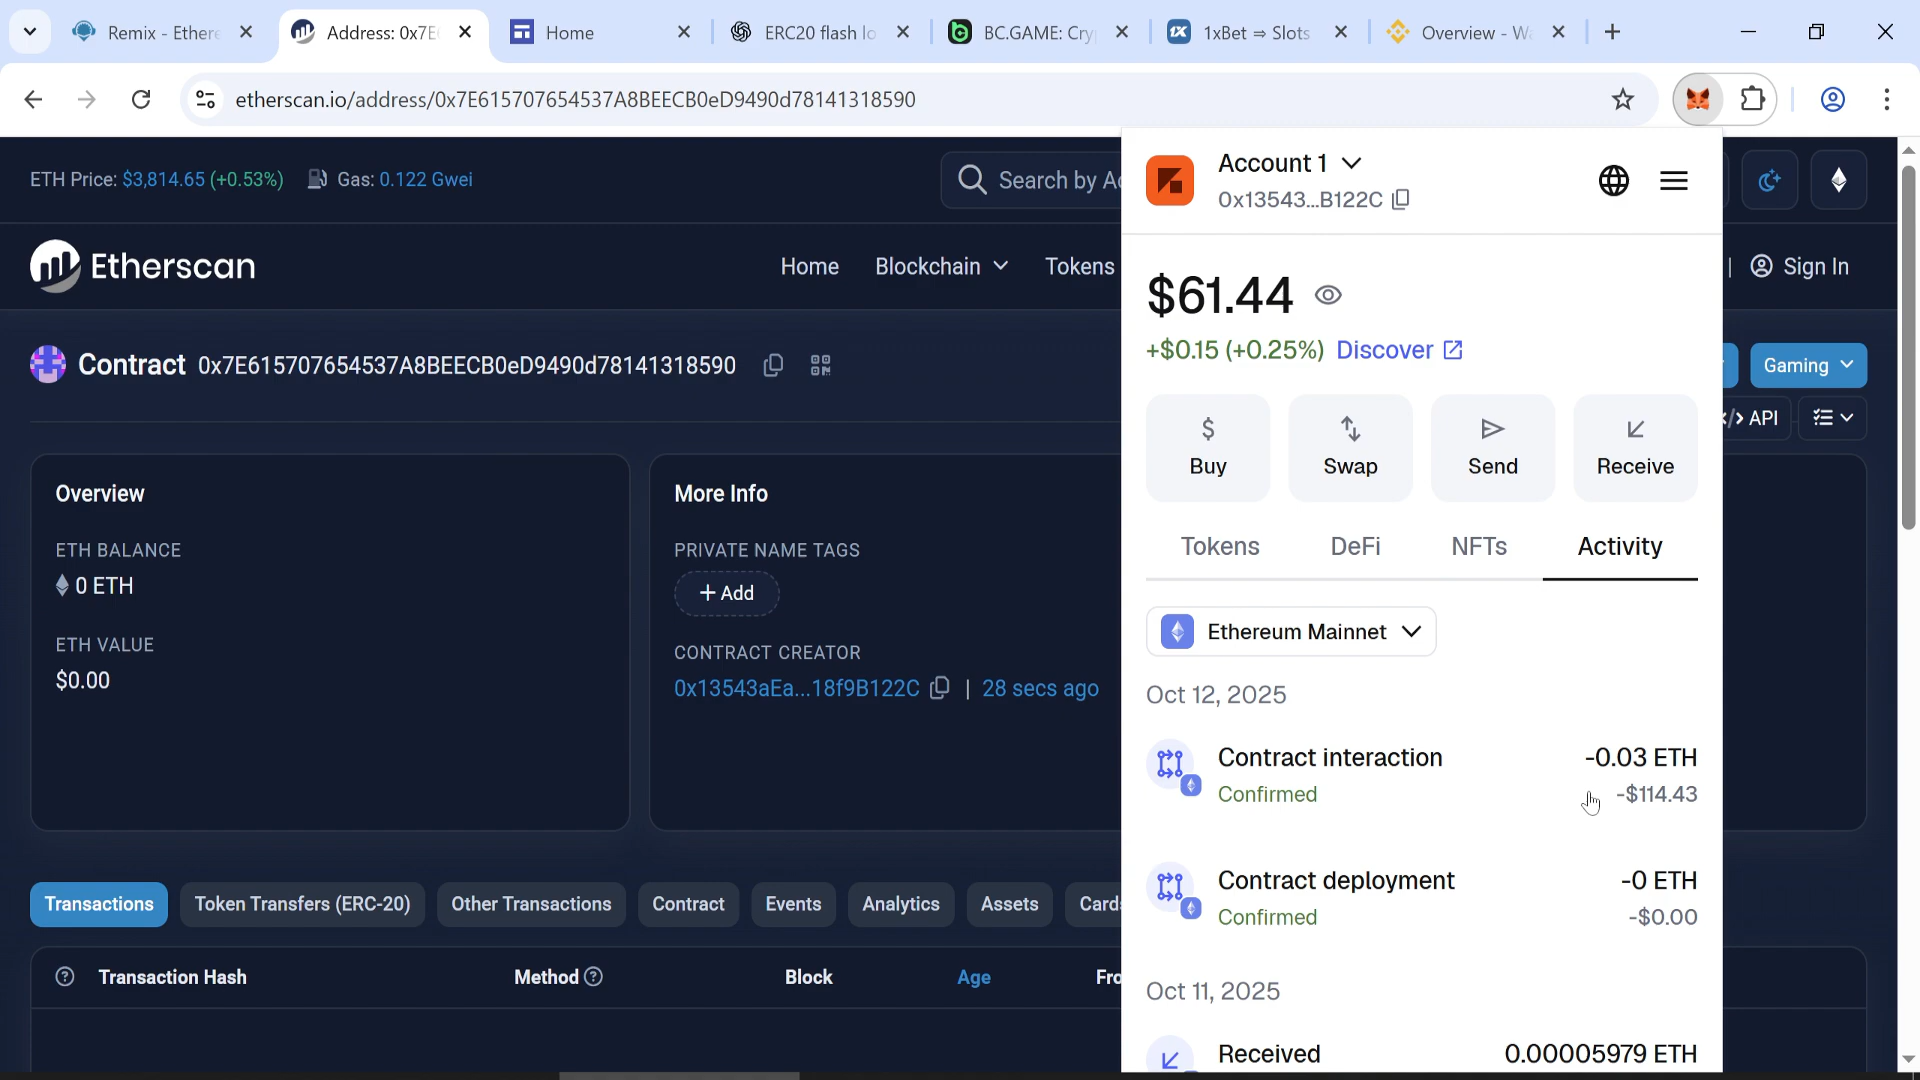 Remix - Ethere
Address: 0x7E
Home
ERC20 flash lo
BC.GAME: Cry
1xBet ⇒ Slots
Overview - Wa
etherscan.io/address/0x7E615707654537A8BEECB0eD9490d78141318590
ETH Price: $3,814.65 (+0.53%)
Gas: 0.122 Gwei
Search by Ad
Etherscan
Home
Blockchain
Tokens
Sign In
Contract 0x7E615707654537A8BEECB0eD9490d78141318590
Gaming
API
Overview
ETH BALANCE
0 ETH
ETH VALUE
$0.00
More Info
PRIVATE NAME TAGS
+ Add
CONTRACT CREATOR
0x13543aEa...18f9B122C | 28 secs ago
Transactions
Token Transfers (ERC-20)
Other Transactions
Contract
Events
Analytics
Assets
Cards
Transaction Hash
Method
Block
Age
Fro
Account 1
0x13543...B122C
$61.44
+$0.15 (+0.25%) Discover
$
Buy
Swap
Send
Receive
Tokens
DeFi
NFTs
Activity
Ethereum Mainnet
Oct 12, 2025
Contract interaction
-0.03 ETH
Confirmed
-$114.43
Contract deployment
-0 ETH
Confirmed
-$0.00
Oct 11, 2025
Received
0.00005979 ETH